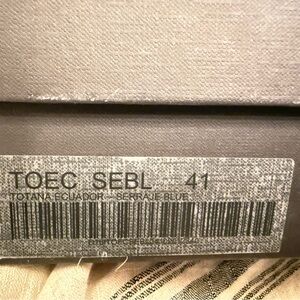 TOEC SEBL 41
TOTANA ECUADOR - SERRAJE BLUE